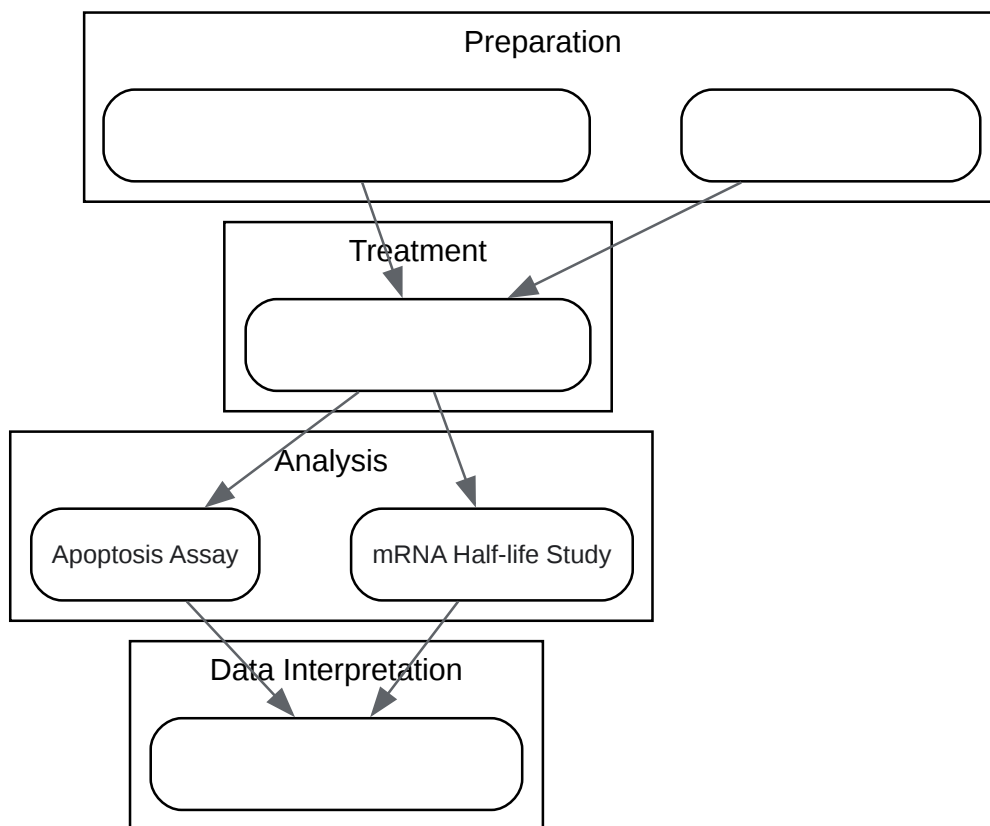 Preparation
Treatment
Analysis
Apoptosis Assay
mRNA Half-life Study
Data Interpretation